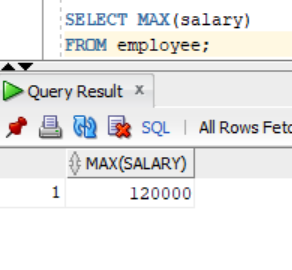 SELECT MAX(salary)
FROM employee;
Query Result x
SQL | All Rows Fetc
MAX(SALARY)
1 120000